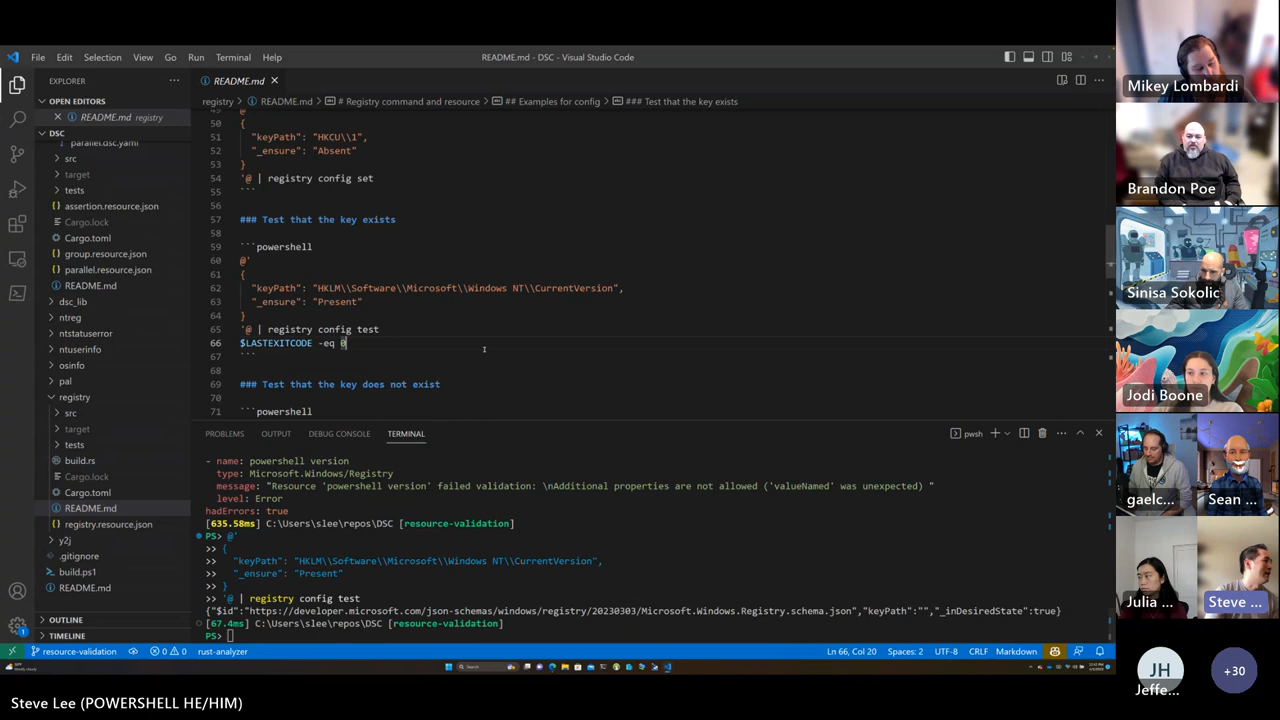 File Edit Selection View Go Run Terminal Help
README.md - DSC - Visual Studio Code
EXPLORER
README.md
OPEN EDITORS
registry > README.md > # Registry command and resource > ## Examples for config > ### Test that the key exists
README.md registry
DSC
parallel.dsc.yaml
src
target
tests
assertion.resource.json
Cargo.lock
Cargo.toml
group.resource.json
parallel.resource.json
README.md
dsc_lib
ntreg
ntstatuserror
ntuserinfo
osinfo
pal
registry
src
target
tests
build.rs
Cargo.lock
Cargo.toml
README.md
registry.resource.json
y2j
.gitignore
build.ps1
README.md
OUTLINE
TIMELINE
50 {
51 "keyPath": "HKCU\\1",
52 "_ensure": "Absent"
53 }
54 '@ | registry config set
55 ```
56
57 ### Test that the key exists
58
59 ```powershell
60 @'
61 {
62 "keyPath": "HKLM\\Software\\Microsoft\\Windows NT\\CurrentVersion",
63 "_ensure": "Present"
64 }
65 '@ | registry config test
66 $LASTEXITCODE -eq 0
67 ```
68
69 ### Test that the key does not exist
70
71 ```powershell
PROBLEMS OUTPUT DEBUG CONSOLE TERMINAL
pwsh
- name: powershell version
type: Microsoft.Windows/Registry
message: "Resource 'powershell version' failed validation: \nAdditional properties are not allowed ('valueNamed' was unexpected) "
level: Error
hadErrors: true
[635.58ms] C:\Users\slee\repos\DSC [resource-validation]
PS> @'
>> {
>> "keyPath": "HKLM\\Software\\Microsoft\\Windows NT\\CurrentVersion",
>> "_ensure": "Present"
>> }
>> '@ | registry config test
{"$id":"https://developer.microsoft.com/json-schemas/windows/registry/20230303/Microsoft.Windows.Registry.schema.json","keyPath":"","_inDesiredState":true}
[67.4ms] C:\Users\slee\repos\DSC [resource-validation]
PS>
resource-validation 0 0 rust-analyzer
Ln 66, Col 20 Spaces: 2 UTF-8 CRLF Markdown
Search
Mikey Lombardi
Brandon Poe
Sinisa Sokolic
Jodi Boone
gaelc...
Sean ...
Julia ...
Steve ...
JH
Jeffe...
+30
Steve Lee (POWERSHELL HE/HIM)